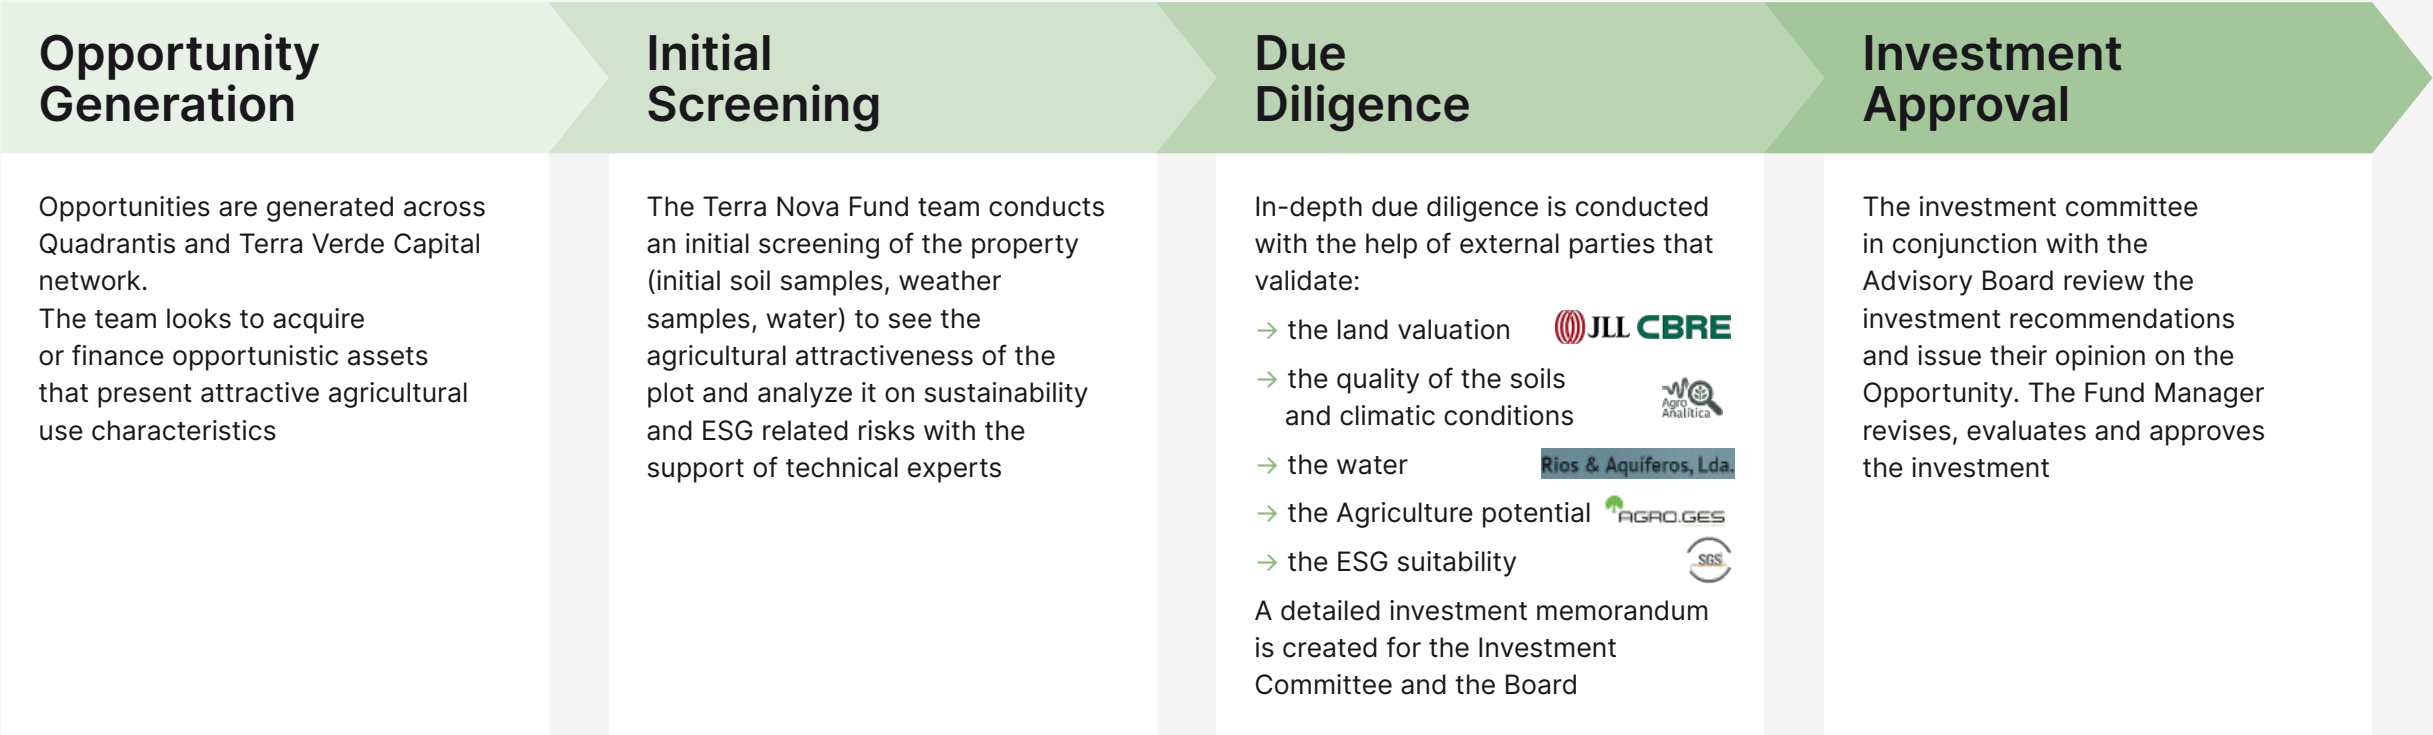 Opportunity
Generation
Opportunities are generated across
Quadrantis and Terra Verde Capital
network.
The team looks to acquire
or finance opportunistic assets
that present attractive agricultural
use characteristics
Initial
Screening
The Terra Nova Fund team conducts
an initial screening of the property
(initial soil samples, weather
samples, water) to see the
agricultural attractiveness of the
plot and analyze it on sustainability
and ESG related risks with the
support of technical experts
Due
Diligence
In-depth due diligence is conducted
with the help of external parties that
validate:
→ the land valuation JLL CBRE
→ the quality of the soils
and climatic conditions
Agro
Analítica
→ the water Rios & Aquíferos, Lda.
→ the Agriculture potential AGRO.GES
→ the ESG suitability SGS
A detailed investment memorandum
is created for the Investment
Committee and the Board
Investment
Approval
The investment committee
in conjunction with the
Advisory Board review the
investment recommendations
and issue their opinion on the
Opportunity. The Fund Manager
revises, evaluates and approves
the investment